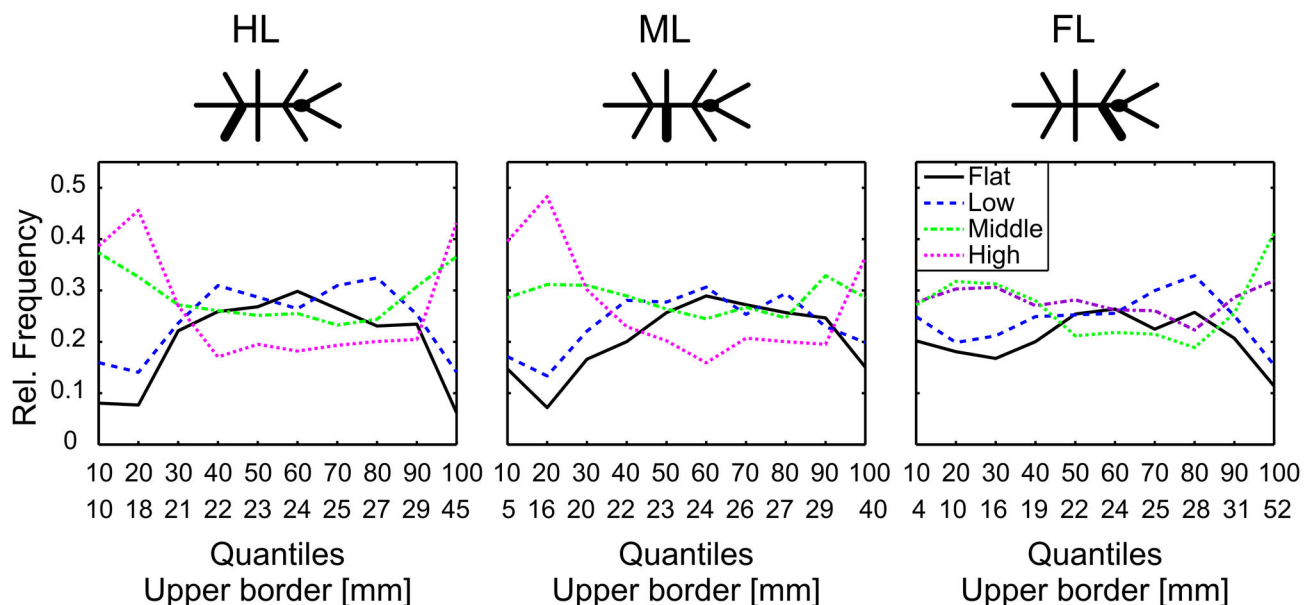 HL ML FL
Rel. Frequency
0.5
0.4
0.3
0.2
0.1
0
Flat
Low
Middle
High
10 20 30 40 50 60 70 80 90 100 10 20 30 40 50 60 70 80 90 100 10 20 30 40 50 60 70 80 90 100
10 18 21 22 23 24 25 27 29 45 5 16 20 22 23 24 26 27 29 40 4 10 16 19 22 24 25 28 31 52
Quantiles Quantiles Quantiles
Upper border [mm] Upper border [mm] Upper border [mm]